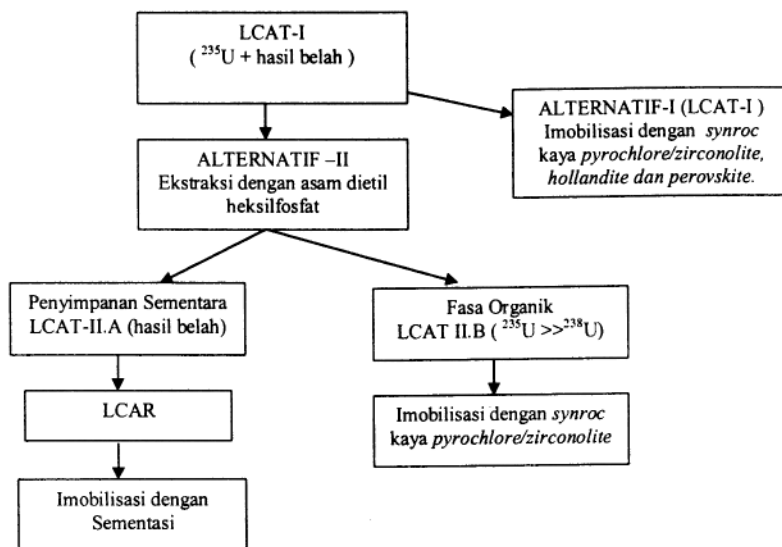 LCAT-I
( ²³⁵U + hasil belah )
ALTERNATIF-I (LCAT-I )
Imobilisasi dengan synroc
kaya pyrochlore/zirconolite,
hollandite dan perovskite.
ALTERNATIF –II
Ekstraksi dengan asam dietil
heksilfosfat
Penyimpanan Sementara
LCAT-II.A (hasil belah)
Fasa Organik
LCAT II.B ( ²³⁵U >>²³⁸U)
LCAR
Imobilisasi dengan synroc
kaya pyrochlore/zirconolite
Imobilisasi dengan
Sementasi